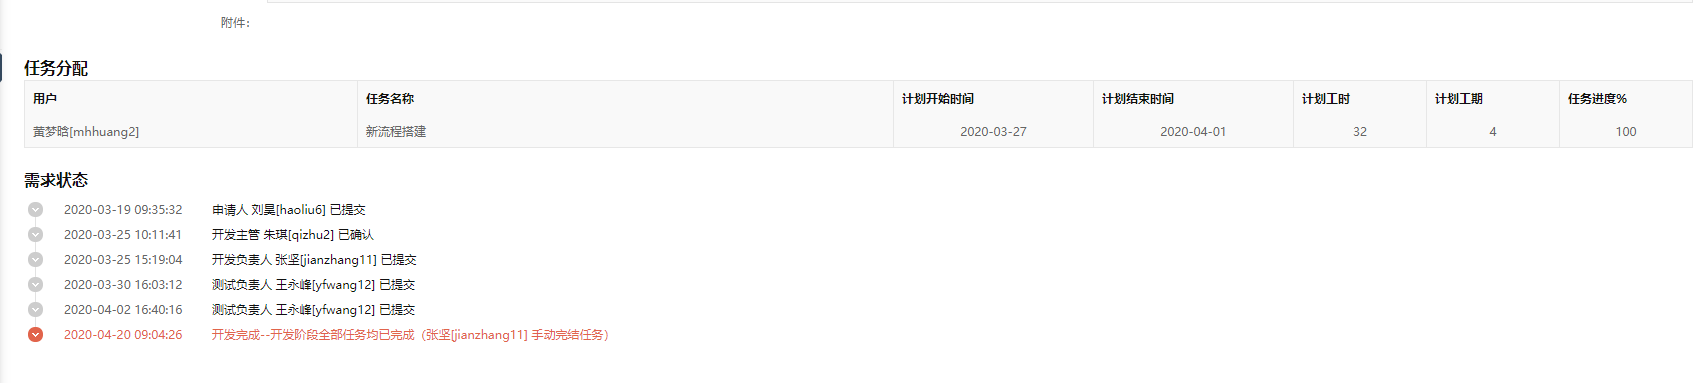 附件：
任务分配
用户 任务名称 计划开始时间 计划结束时间 计划工时 计划工期 任务进度%
黄梦晗[mhhuang2] 新流程搭建 2020-03-27 2020-04-01 32 4 100
需求状态
2020-03-19 09:35:32 申请人 刘昊[haoliu6] 已提交
2020-03-25 10:11:41 开发主管 朱琪[qizhu2] 已确认
2020-03-25 15:19:04 开发负责人 张坚[jianzhang11] 已提交
2020-03-30 16:03:12 测试负责人 王永峰[yfwang12] 已提交
2020-04-02 16:40:16 测试负责人 王永峰[yfwang12] 已提交
2020-04-20 09:04:26 开发完成--开发阶段全部任务均已完成（张坚[jianzhang11] 手动完结任务）